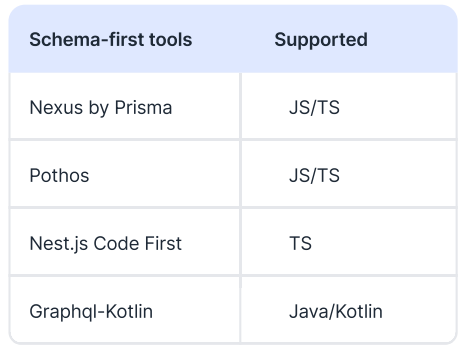 Schema-first tools Supported
Nexus by Prisma JS/TS
Pothos JS/TS
Nest.js Code First TS
Graphql-Kotlin Java/Kotlin